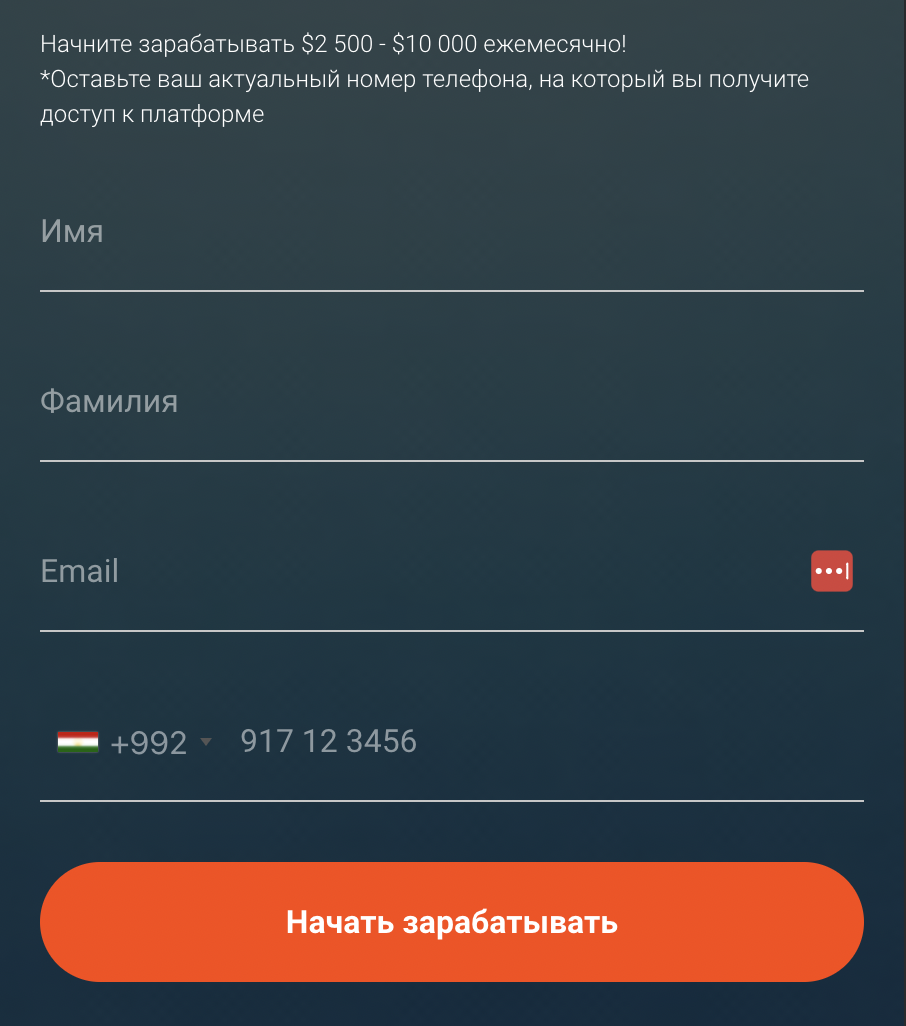 Начните зарабатывать $2 500 - $10 000 ежемесячно!
*Оставьте ваш актуальный номер телефона, на который вы получите
доступ к платформе
Имя
Фамилия
Email
+992 917 12 3456
Начать зарабатывать